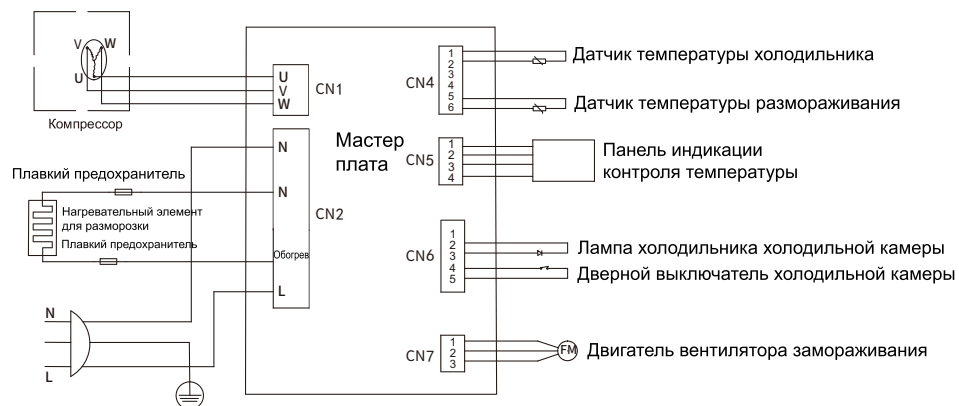 V W
U
Компрессор
U
V
W
CN1
Мастер
плата
N
N
Обогрев
L
CN2
Плавкий предохранитель
Нагревательный элемент
для разморозки
Плавкий предохранитель
N
L
CN4
1
2
3
4
5
6
Датчик температуры холодильника
Датчик температуры размораживания
CN5
1
2
3
4
Панель индикации
контроля температуры
CN6
1
2
3
4
5
Лампа холодильника холодильной камеры
Дверной выключатель холодильной камеры
CN7
1
2
3
FM
Двигатель вентилятора замораживания